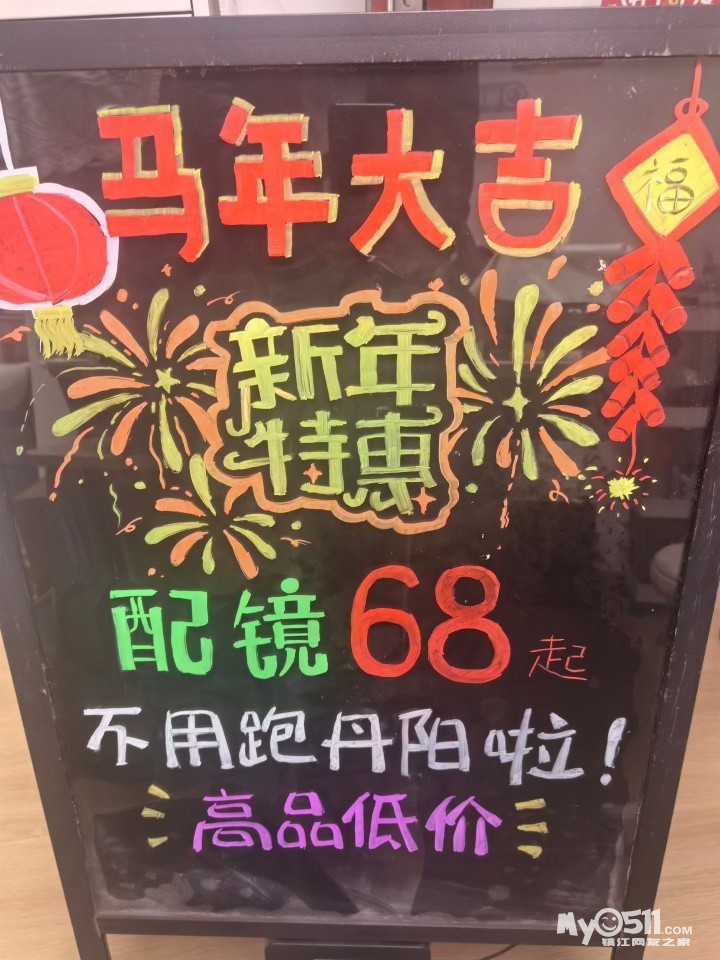 马年大吉
福
新年
特惠
配镜68起
不用跑丹阳啦！
高品低价
My0511.COM
镇江网友之家